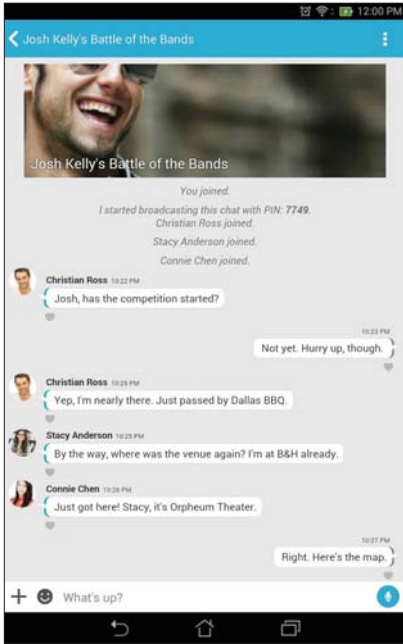 12:00 PM
Josh Kelly's Battle of the Bands
Josh Kelly's Battle of the Bands
You joined.
I started broadcasting this chat with PIN: 7749.
Christian Ross joined.
Stacy Anderson joined.
Connie Chen joined.
Christian Ross 10:22 PM
Josh, has the competition started?
10:23 PM
Not yet. Hurry up, though.
Christian Ross 10:25 PM
Yep, I'm nearly there. Just passed by Dallas BBQ.
Stacy Anderson 10:25 PM
By the way, where was the venue again? I'm at B&H already.
Connie Chen 10:26 PM
Just got here! Stacy, it's Orpheum Theater.
10:27 PM
Right. Here's the map.
What's up?